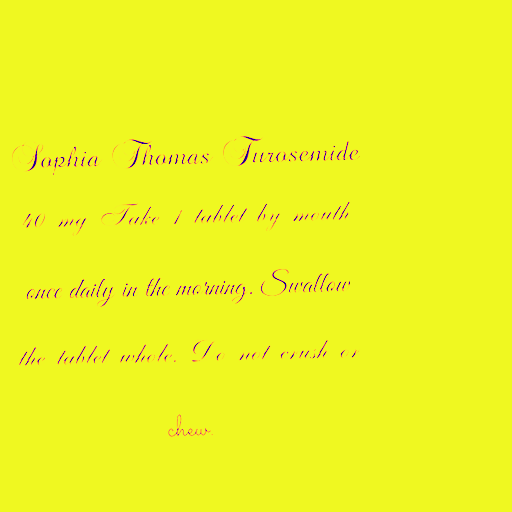 Sophia Thomas Furosemide
40 mg Take 1 tablet by mouth
once daily in the morning. Swallow
the tablet whole. Do not crush or
chew.